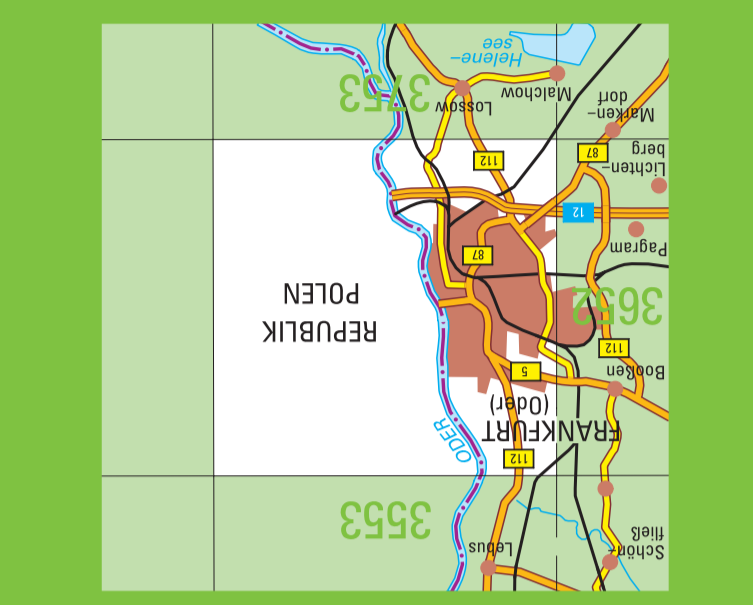 Schön-
fließ
Lebus
3553
112
ODER
FRANKFURT
(Oder)
5
Booßen
112
REPUBLIK
POLEN
3652
87
Pagram
12
Lichten-
berg
87
112
Marken-
dorf
Lossow
Malchow
3753
Helene-
see